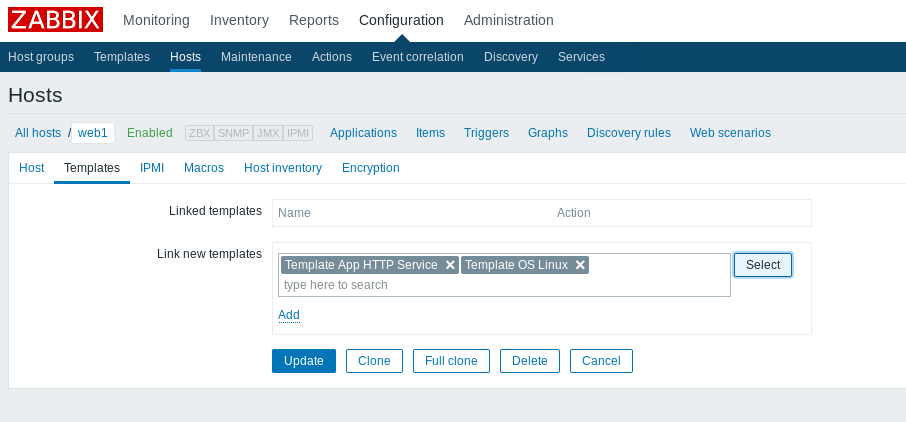 ZABBIX Monitoring Inventory Reports Configuration Administration
Host groups Templates Hosts Maintenance Actions Event correlation Discovery Services
Hosts
All hosts / web1 Enabled ZBX SNMP JMX IPMI Applications Items Triggers Graphs Discovery rules Web scenarios
Host Templates IPMI Macros Host inventory Encryption
Linked templates Name Action
Link new templates Template App HTTP Service × Template OS Linux × Select
type here to search
Add
Update Clone Full clone Delete Cancel